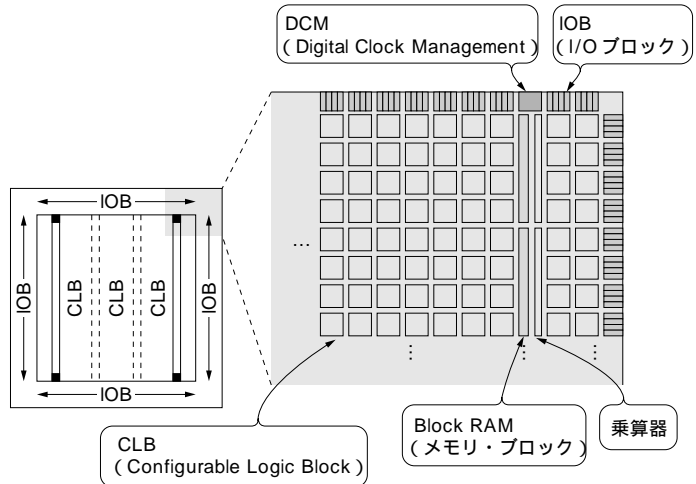 DCM
（Digital Clock Management）
IOB
（I/O ブロック）
IOB
IOB
CLB
CLB
CLB
IOB
IOB
…
…
…
…
CLB
（Configurable Logic Block）
Block RAM
（メモリ・ブロック）
乗算器